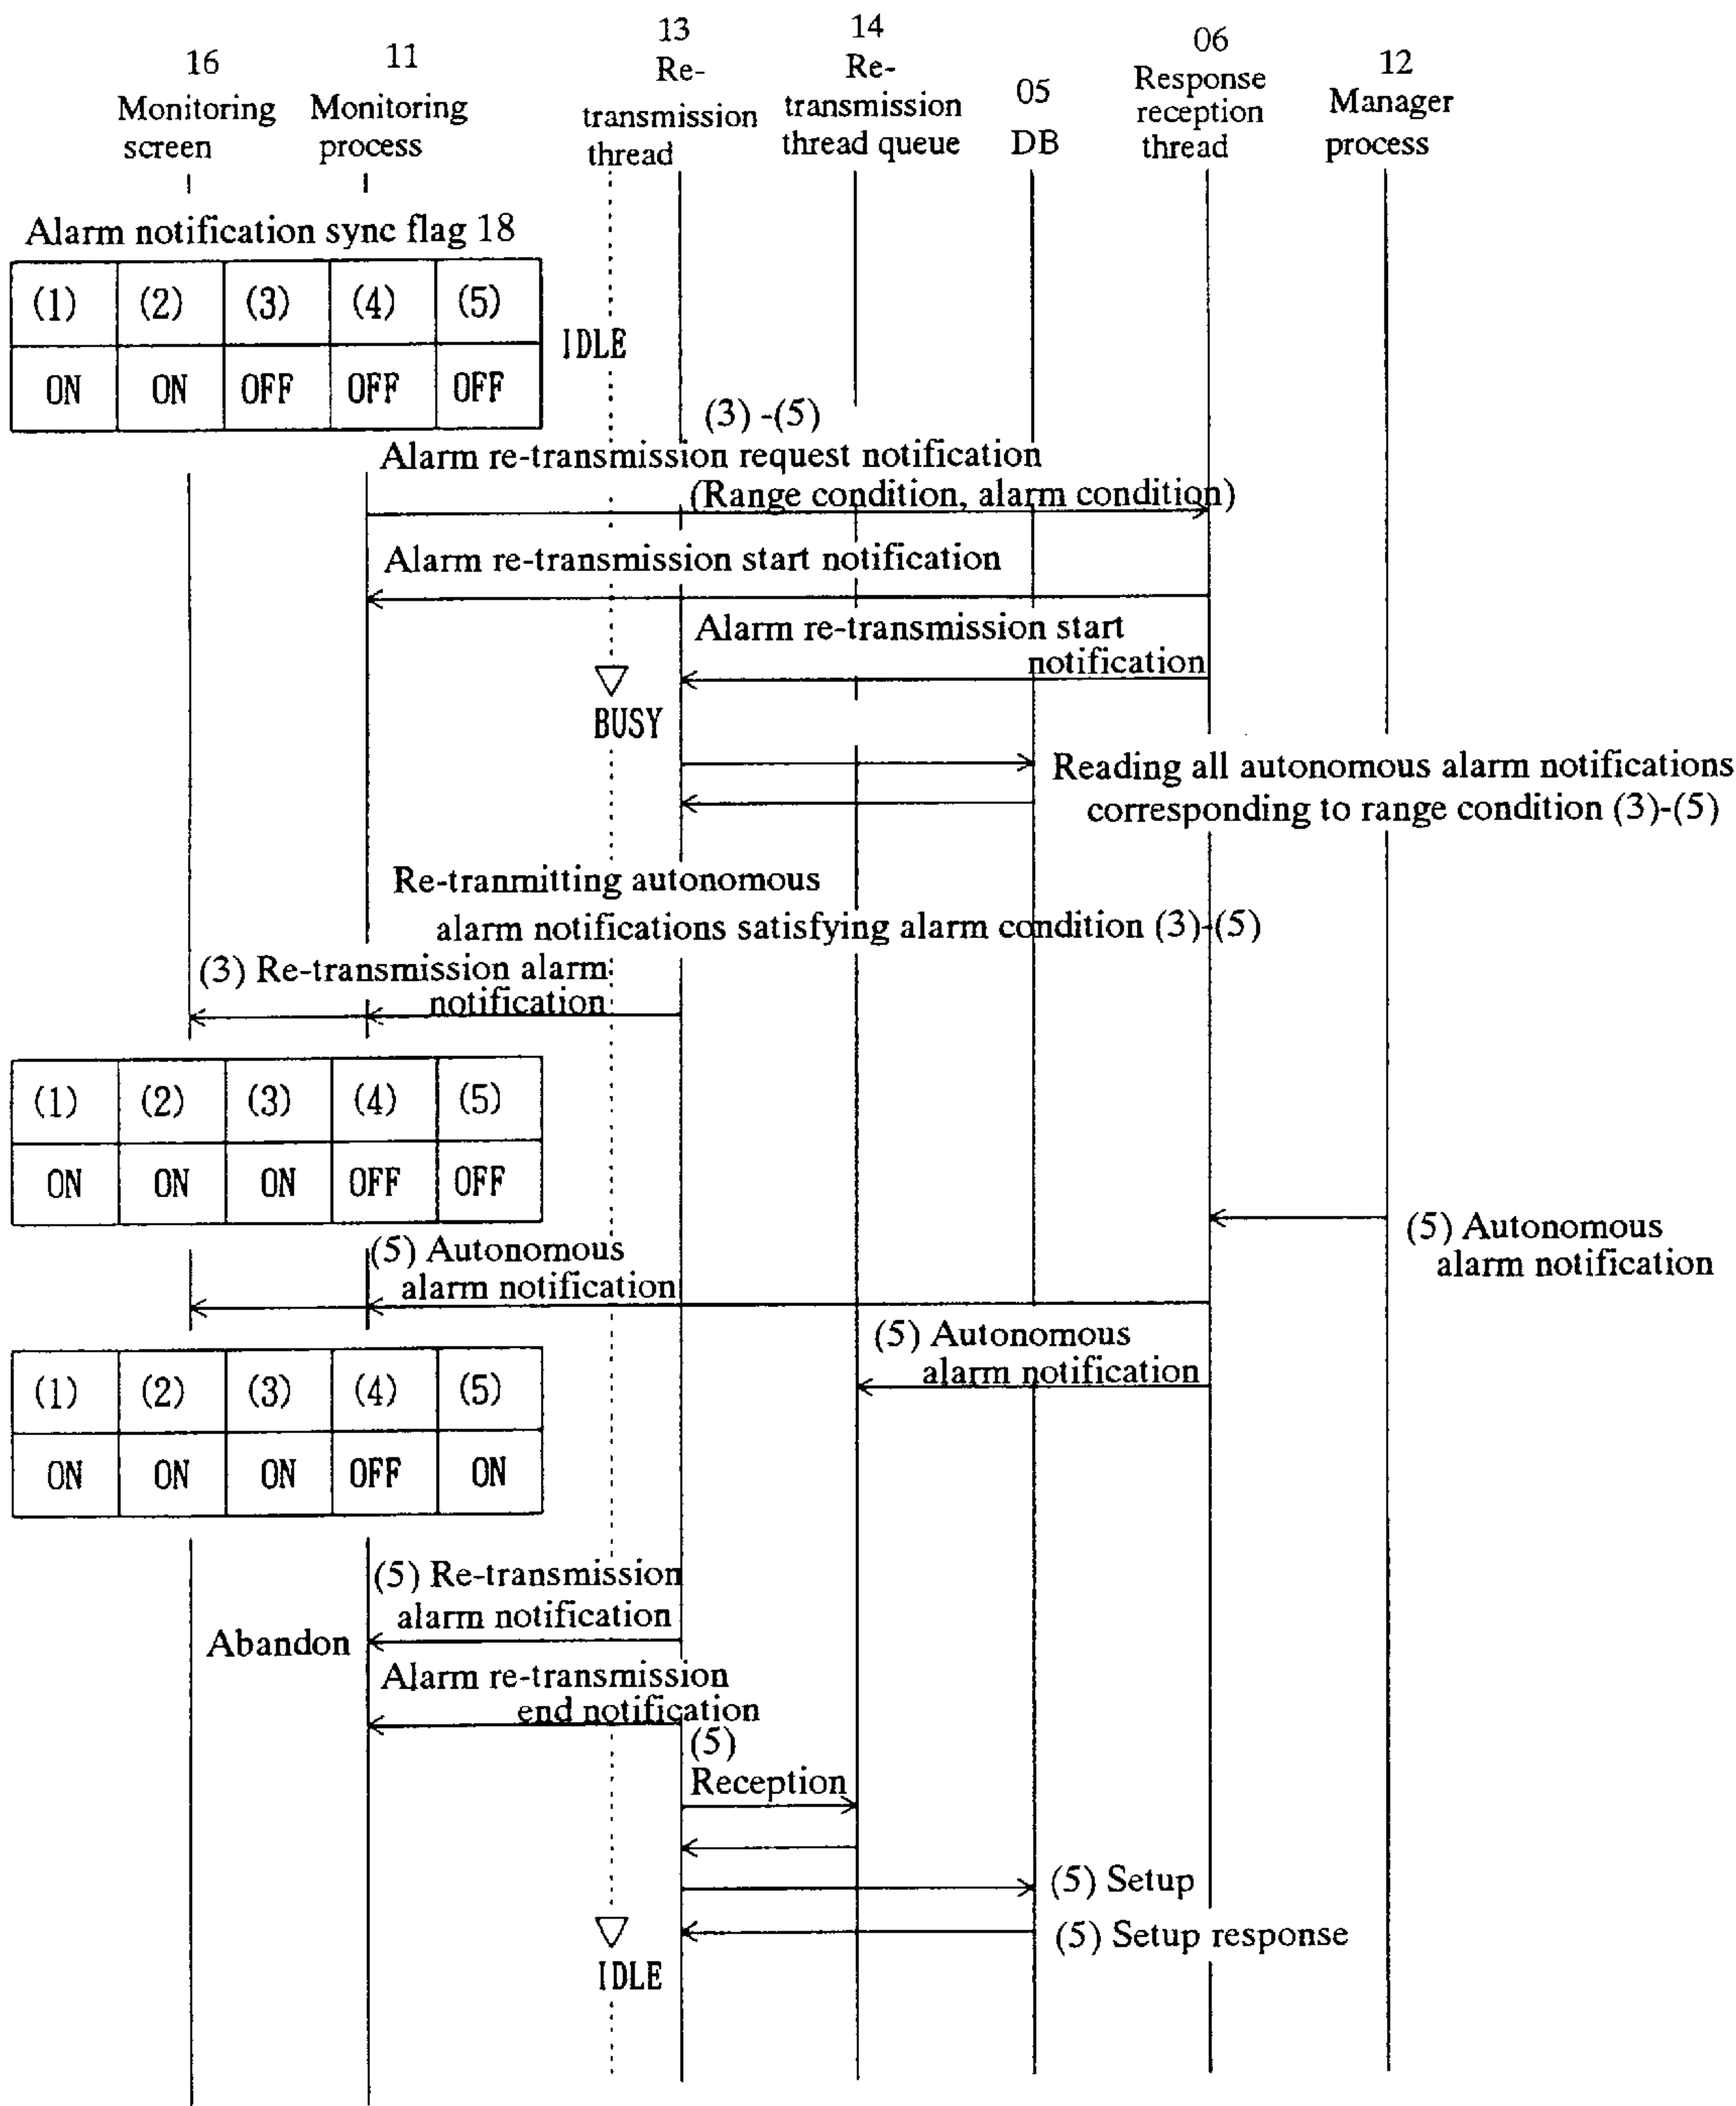 16
Monitoring
screen
11
Monitoring
process
13
Re-
transmission
thread
14
Re-
transmission
thread queue
05
DB
06
Response
reception
thread
12
Manager
process
Alarm notification sync flag 18
(1) (2) (3) (4) (5)
ON ON OFF OFF OFF
IDLE
(3) -(5)
Alarm re-transmission request notification
(Range condition, alarm condition)
Alarm re-transmission start notification
Alarm re-transmission start
notification
BUSY
Reading all autonomous alarm notifications
corresponding to range condition (3)-(5)
Re-tranmitting autonomous
alarm notifications satisfying alarm condition (3)-(5)
(3) Re-transmission alarm
notification
(1) (2) (3) (4) (5)
ON ON ON OFF OFF
(5) Autonomous
alarm notification
(5) Autonomous
alarm notification
(5) Autonomous
alarm notification
(1) (2) (3) (4) (5)
ON ON ON OFF ON
(5) Re-transmission
alarm notification
Abandon
Alarm re-transmission
end notification
(5)
Reception
(5) Setup
(5) Setup response
IDLE